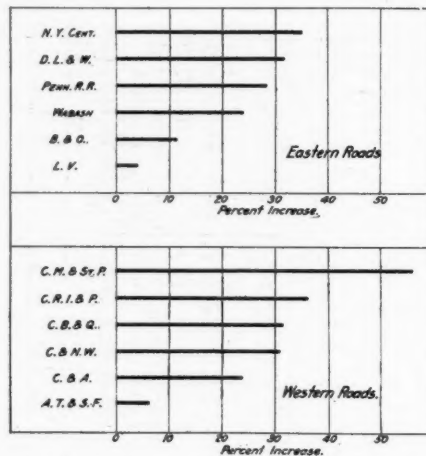 N.Y. CENT.
D.L. & W.
PENN. R.R.
WABASH
B. & O..
L.V.
Eastern Roads
0 10 20 30 40 50
Percent Increase.
C.M. & ST. P.
C.R.I. & P.
C.B. & Q..
C. & N.W.
C. & A.
A.T. & S.F.
Western Roads.
0 10 20 30 40 50
Percent Increase.